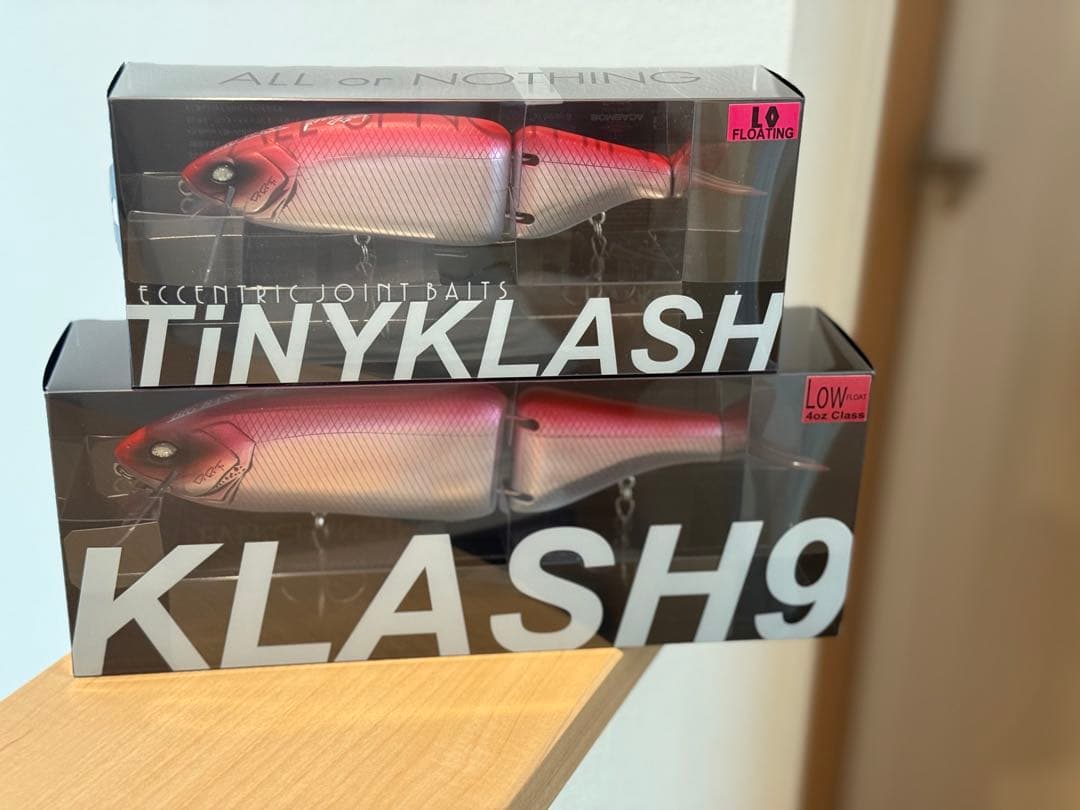 ALL or NOTHING
LO
FLOATING
ECCENTRIC JOINT BAITS
TiNYKLASH
LOW FLOAT
4oz Class
KLASH9